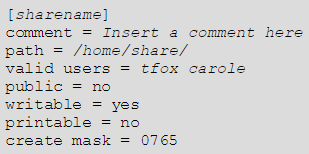 [sharename]
comment = Insert a comment here
path = /home/share/
valid users = tfox carole
public = no
writable = yes
printable = no
create mask = 0765